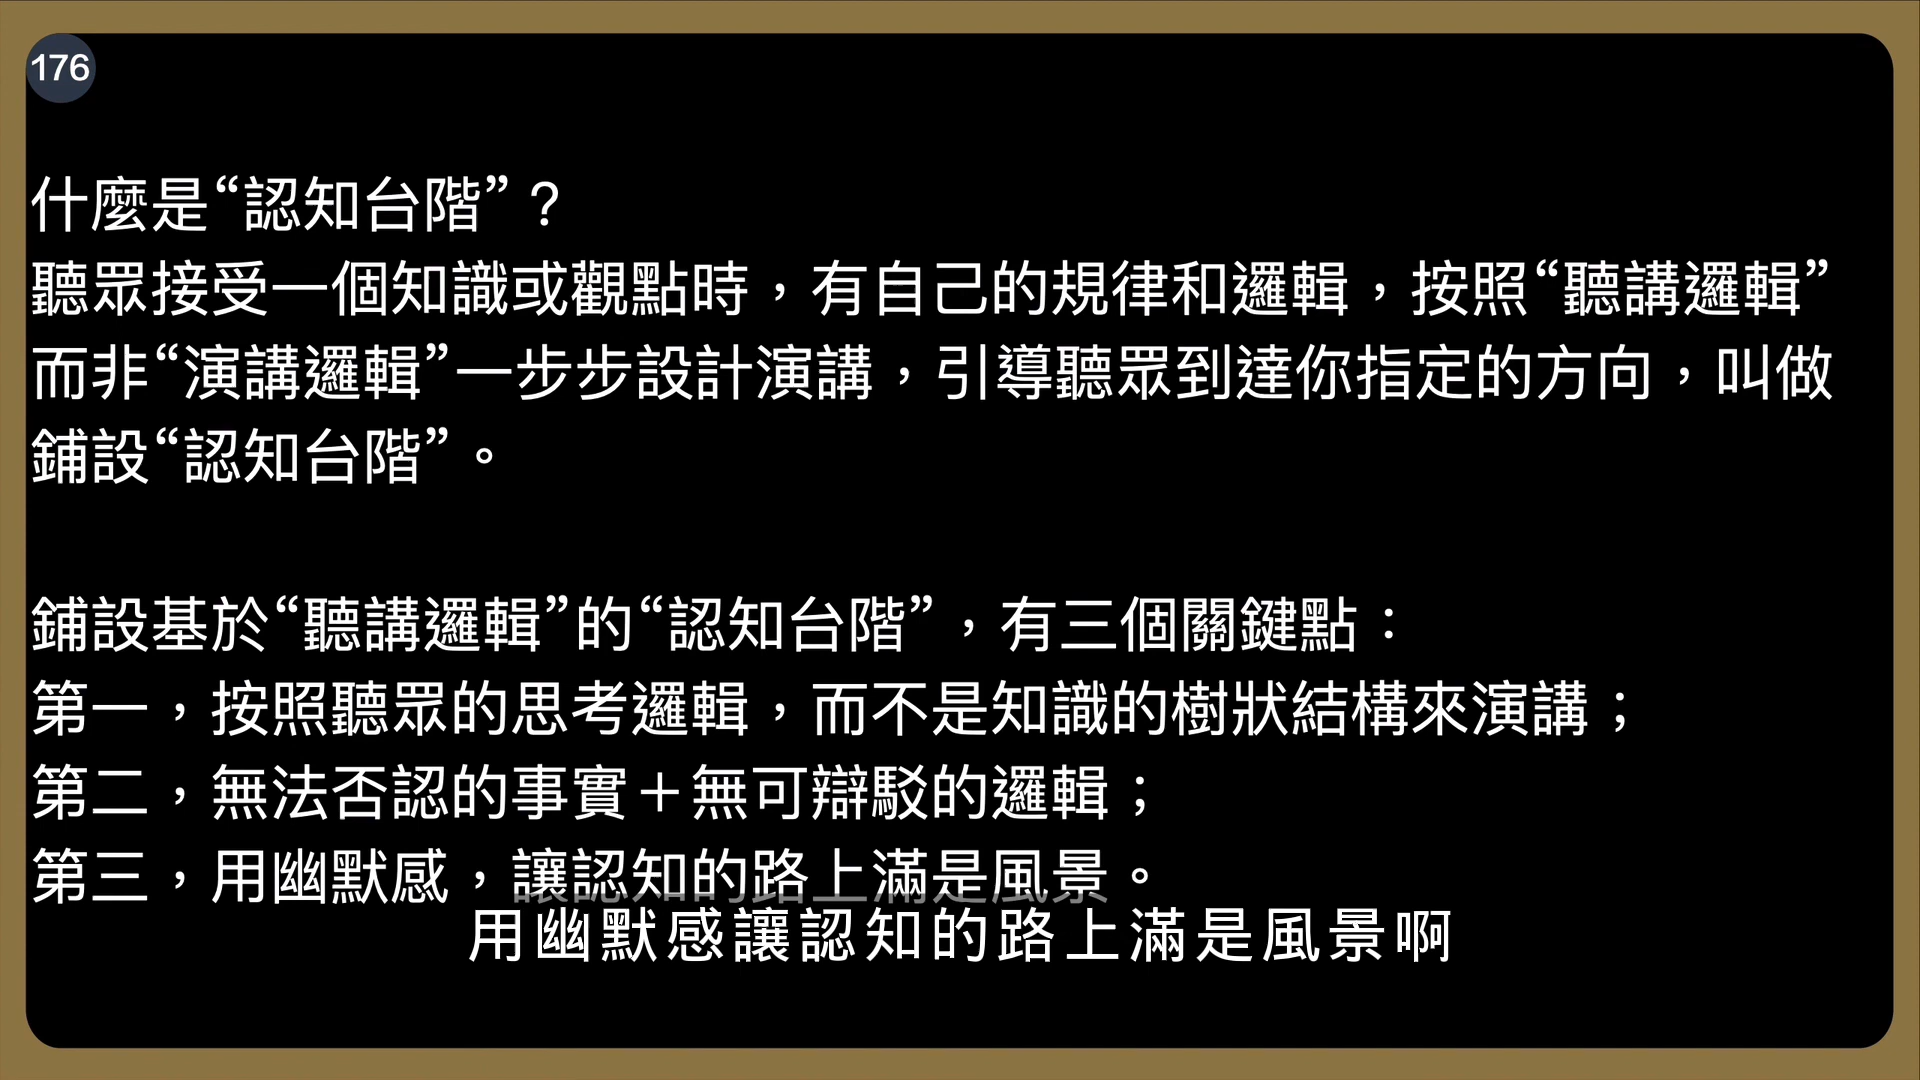 176
什麼是“認知台階”？
聽眾接受一個知識或觀點時，有自己的規律和邏輯，按照“聽講邏輯”
而非“演講邏輯”一步步設計演講，引導聽眾到達你指定的方向，叫做
鋪設“認知台階”。
鋪設基於“聽講邏輯”的“認知台階”，有三個關鍵點：
第一，按照聽眾的思考邏輯，而不是知識的樹狀結構來演講；
第二，無法否認的事實＋無可辯駁的邏輯；
第三，用幽默感，讓認知的路上滿是風景。
用幽默感讓認知的路上滿是風景啊